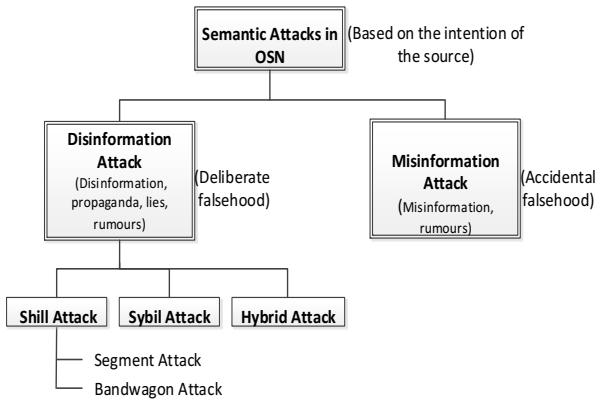 Semantic Attacks in
OSN
(Based on the intention of
the source)
Disinformation
Attack
(Disinformation,
propaganda, lies,
rumours)
(Deliberate
falsehood)
Misinformation
Attack
(Misinformation,
rumours)
(Accidental
falsehood)
Shill Attack
Sybil Attack
Hybrid Attack
Segment Attack
Bandwagon Attack